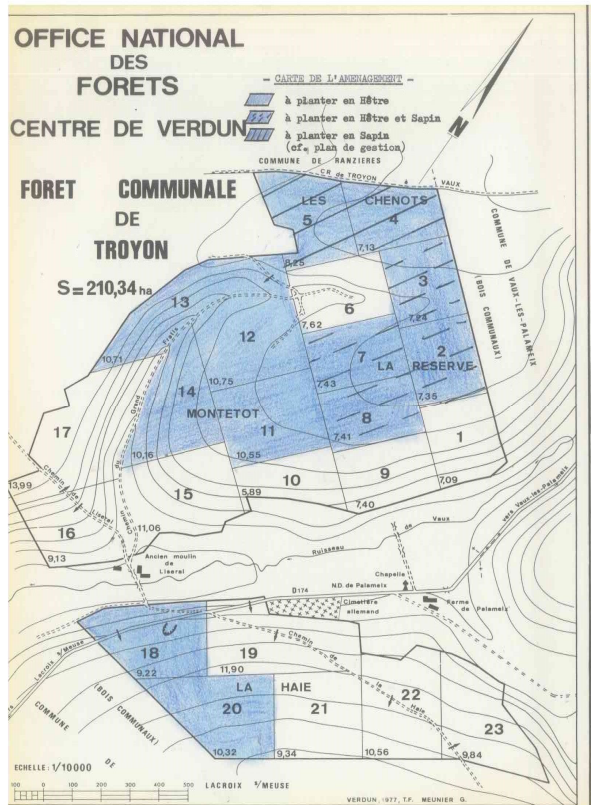 OFFICE NATIONAL
DES
FORETS
CENTRE DE VERDUN
- CARTE DE L'AMENAGEMENT -
à planter en Hêtre
à planter en Hêtre et Sapin
à planter en Sapin
(cf. plan de gestion)
N
COMMUNE DE RANZIERES
CR. de TROYON
VAUX
FORET COMMUNALE
DE
TROYON
S=210,34 ha
LES CHENOTS
5
4
7,13
8,25
COMMUNE DE VAUX-LES-PALAMEIX
(BOIS COMMUNAUX)
3
7,24
6
7,62
13
12
10,71
10,75
7
7,43
LA RESERVE
2
7,35
14
MONTETOT
11
8
7,41
10,16
10,55
1
7,09
17
13,99
10
5,89
9
7,40
15
11,06
16
9,13
Chemin de Liseral
Chemin du Grand Fratis
Ancien moulin
de
Liseral
Ruisseau de Vaux
vers Vaux-les-Palameix
Chapelle
N.D. de Palameix
D 174
Cimetière
allemand
Ferme
de Palameix
Lacroix s/Meuse
18
9,22
19
11,90
Chemin de la Haie
LA HAIE
20
10,32
21
9,34
22
10,56
23
9,84
(BOIS COMMUNAUX)
COMMUNE DE LACROIX S/MEUSE
ECHELLE: 1/10000
100 0 100 200 300 400 500
VERDUN, 1977, T.F. MEUNIER G.